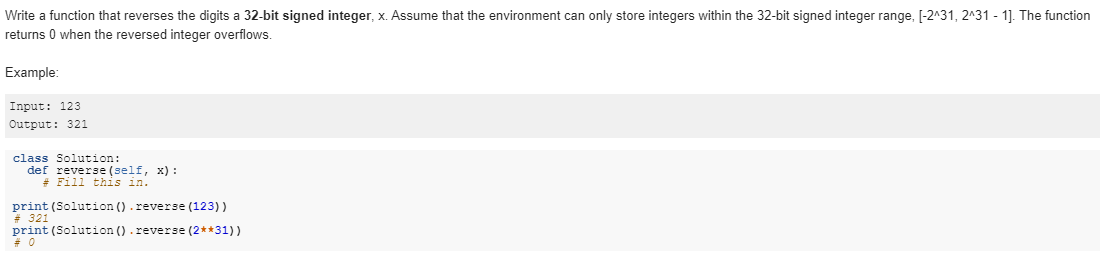 Write a function that reverses the digits a 32-bit signed integer, x. Assume that the environment can only store integers within the 32-bit signed integer range, [-2^31, 2^31 - 1]. The function
returns 0 when the reversed integer overflows.
Example:
Input: 123
Output: 321
class Solution:
  def reverse(self, x):
    # Fill this in.
print(Solution().reverse(123))
# 321
print(Solution().reverse(2**31))
# 0